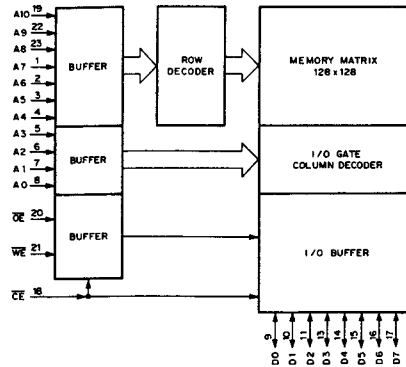 A10 19
A9 22
A8 23
A7 1
A6 2
A5 3
A4 4
A3 5
A2 6
A1 7
A0 8
OE 20
WE 21
CE 18
BUFFER
BUFFER
BUFFER
ROW
DECODER
MEMORY MATRIX
128 x 128
I/O GATE
COLUMN DECODER
I/O BUFFER
9 10 11 13 14 15 16 17
D0 D1 D2 D3 D4 D5 D6 D7